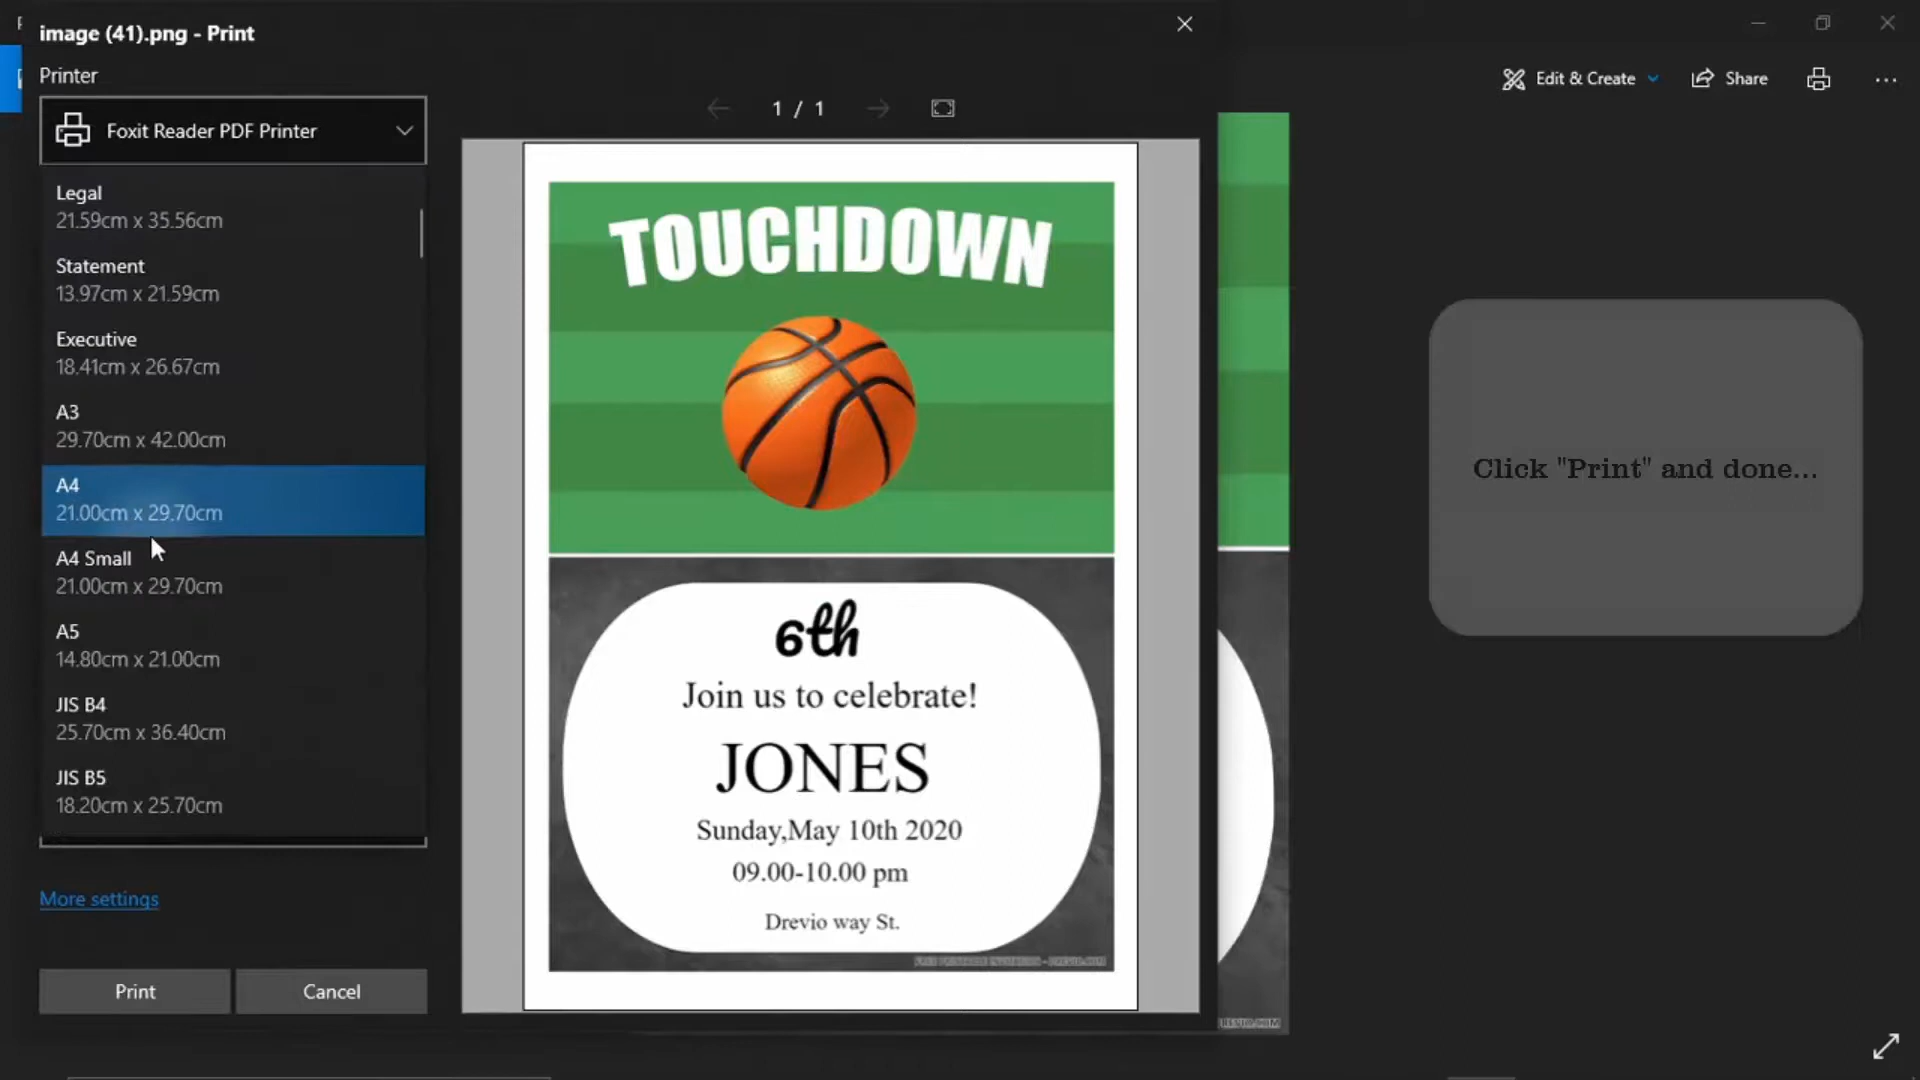 image (41).png - Print
Printer
Foxit Reader PDF Printer
Legal
21.59cm x 35.56cm
Statement
13.97cm x 21.59cm
Executive
18.41cm x 26.67cm
A3
29.70cm x 42.00cm
A4
21.00cm x 29.70cm
A4 Small
21.00cm x 29.70cm
A5
14.80cm x 21.00cm
JIS B4
25.70cm x 36.40cm
JIS B5
18.20cm x 25.70cm
More settings
Print
Cancel
1 / 1
TOUCHDOWN
6th
Join us to celebrate!
JONES
Sunday,May 10th 2020
09.00-10.00 pm
Drevio way St.
Edit & Create
Share
Click "Print" and done...